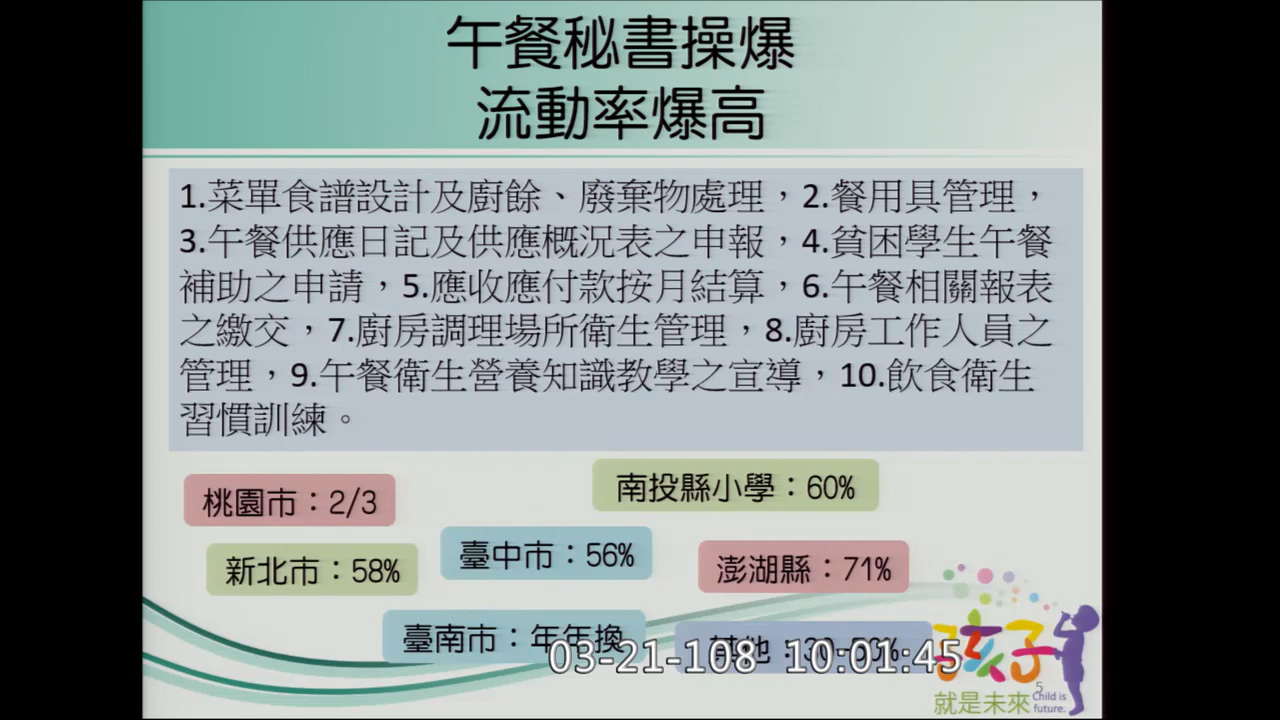 午餐秘書操爆
流動率爆高
1.菜單食譜設計及廚餘、廢棄物處理，2.餐用具管理，
3.午餐供應日記及供應概況表之申報，4.貧困學生午餐
補助之申請，5.應收應付款按月結算，6.午餐相關報表
之繳交，7.廚房調理場所衛生管理，8.廚房工作人員之
管理，9.午餐衛生營養知識教學之宣導，10.飲食衛生
習慣訓練。
桃園市：2/3
南投縣小學：60%
新北市：58%
臺中市：56%
澎湖縣：71%
臺南市：年年換
其他：
03-21-108 10:01:45
孩子
就是未來
Child is
future.
5